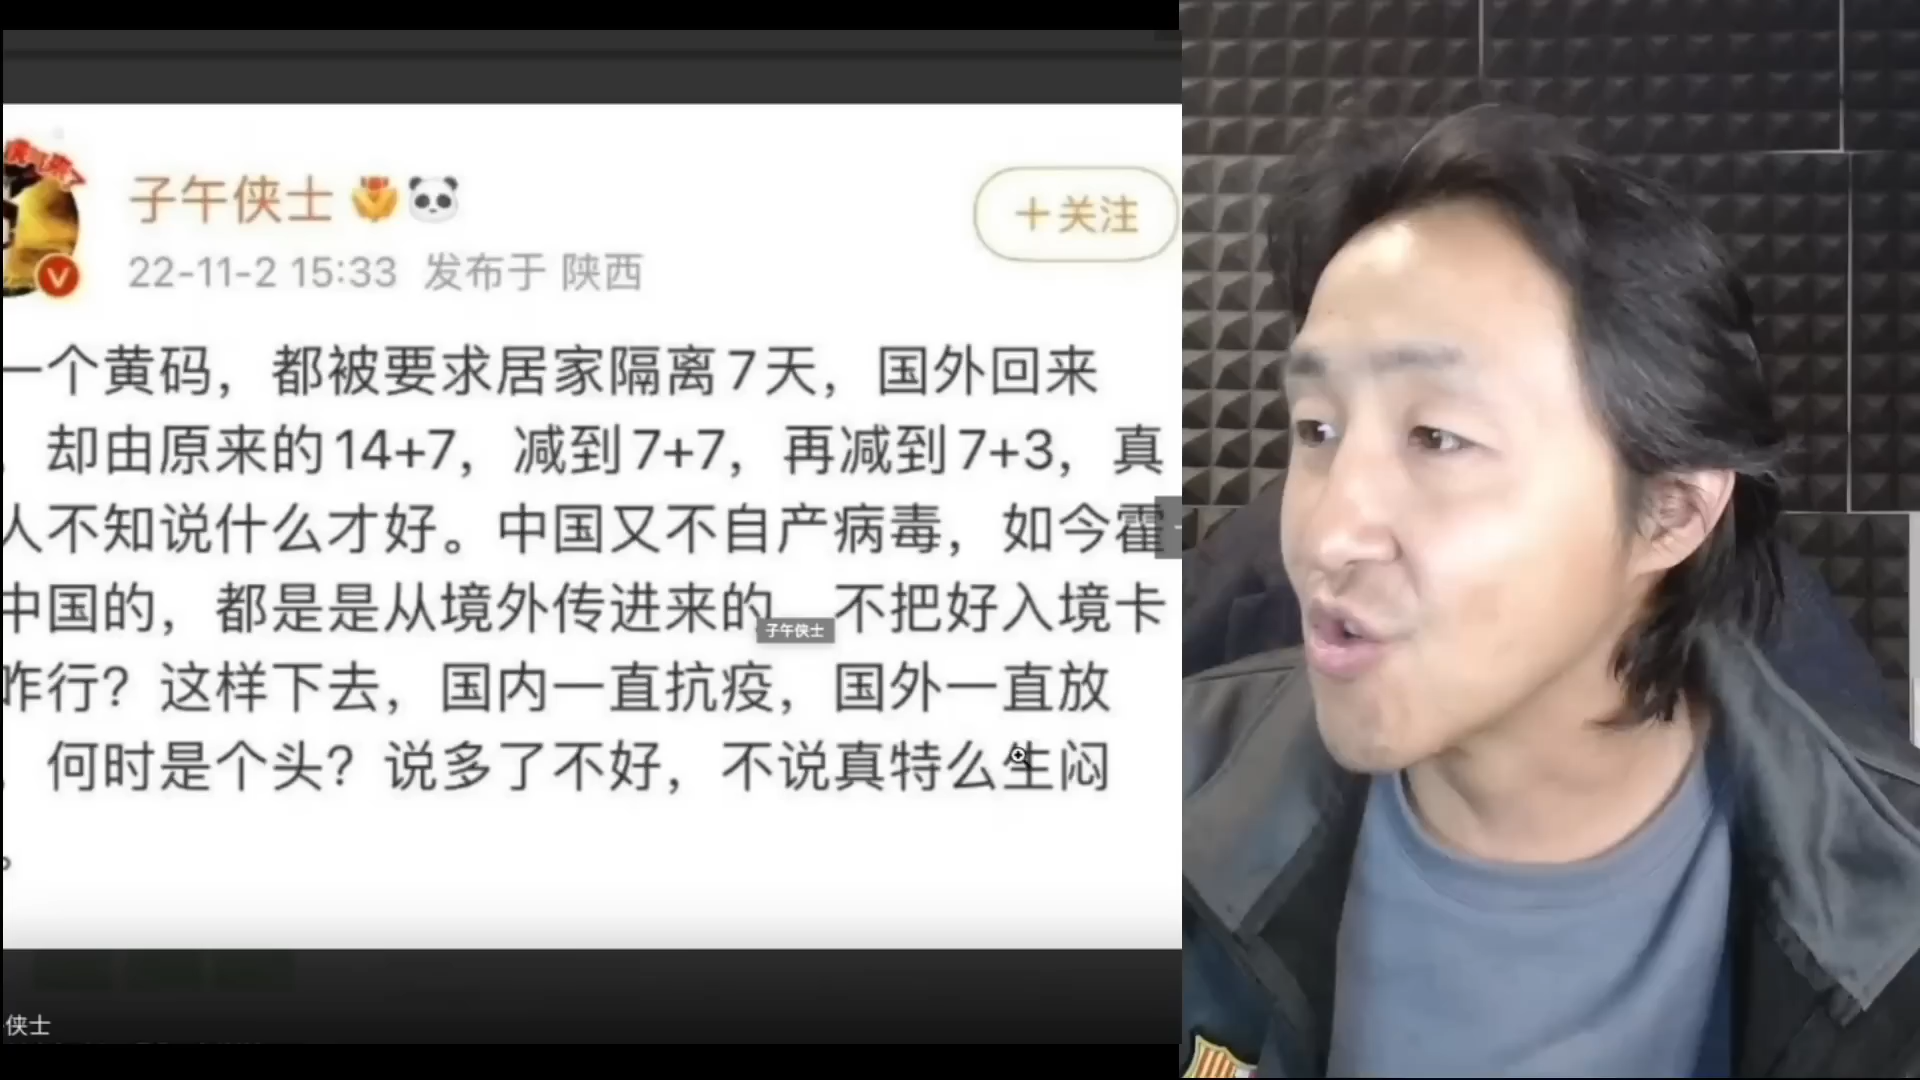 子午侠士
+关注
22-11-2 15:33 发布于 陕西
一个黄码，都被要求居家隔离7天，国外回来
，却由原来的14+7，减到7+7，再减到7+3，真
人不知说什么才好。中国又不自产病毒，如今霍
中国的，都是是从境外传进来的 不把好入境卡
子午侠士
咋行？这样下去，国内一直抗疫，国外一直放
，何时是个头？说多了不好，不说真特么生闷
。
侠士